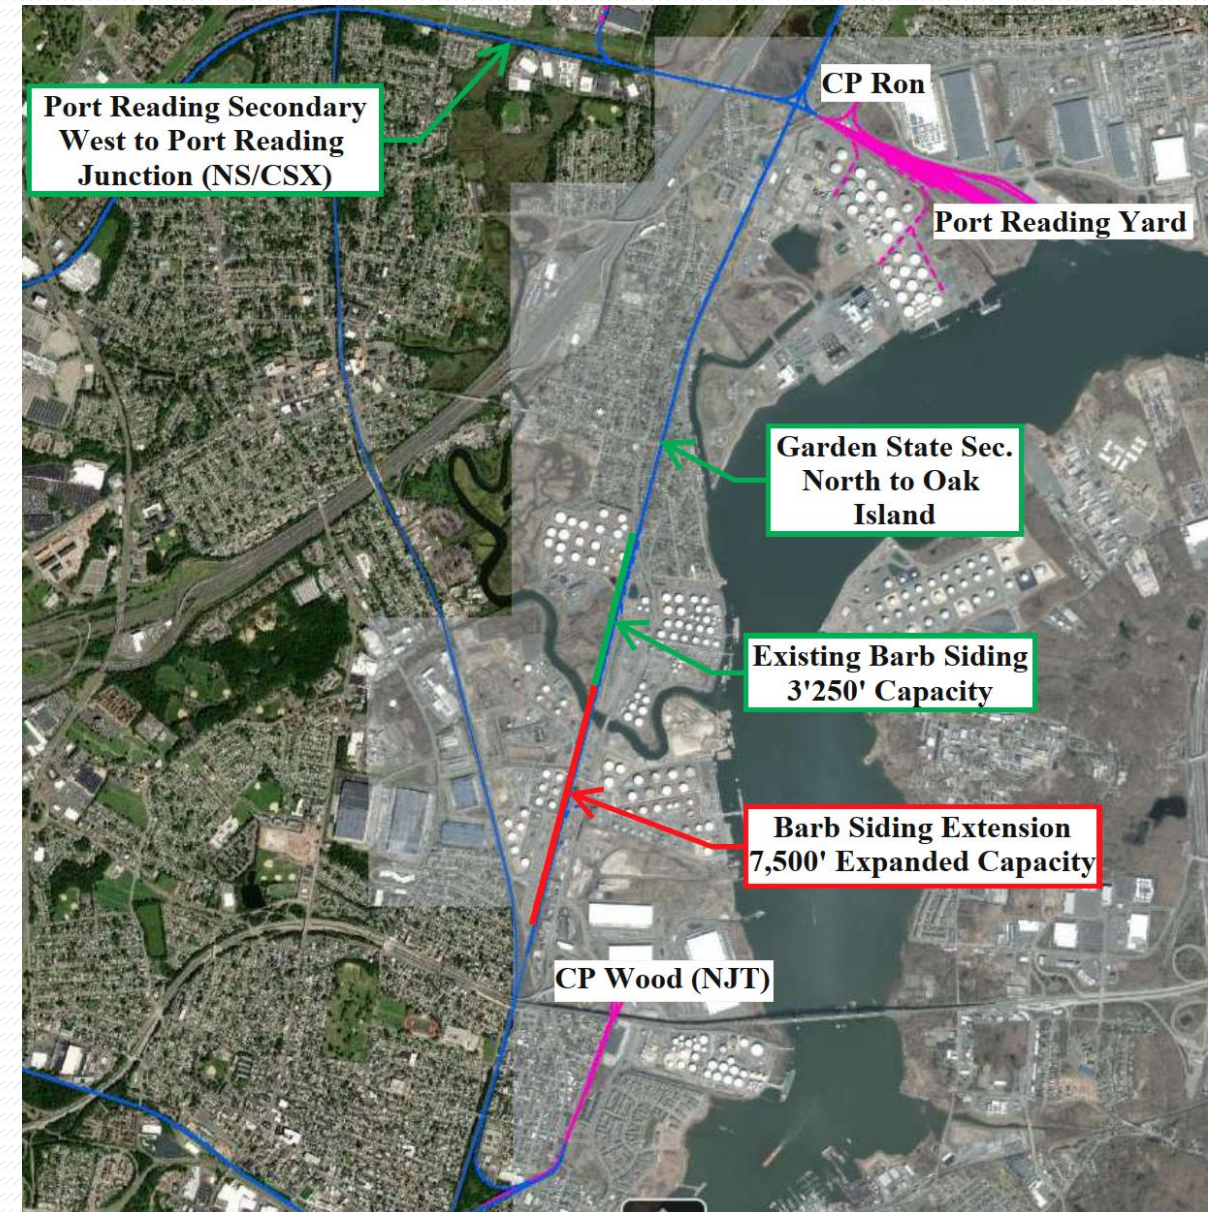 CP Ron
Port Reading Secondary
West to Port Reading
Junction (NS/CSX)
Port Reading Yard
Garden State Sec.
North to Oak
Island
Existing Barb Siding
3'250' Capacity
Barb Siding Extension
7,500' Expanded Capacity
CP Wood (NJT)